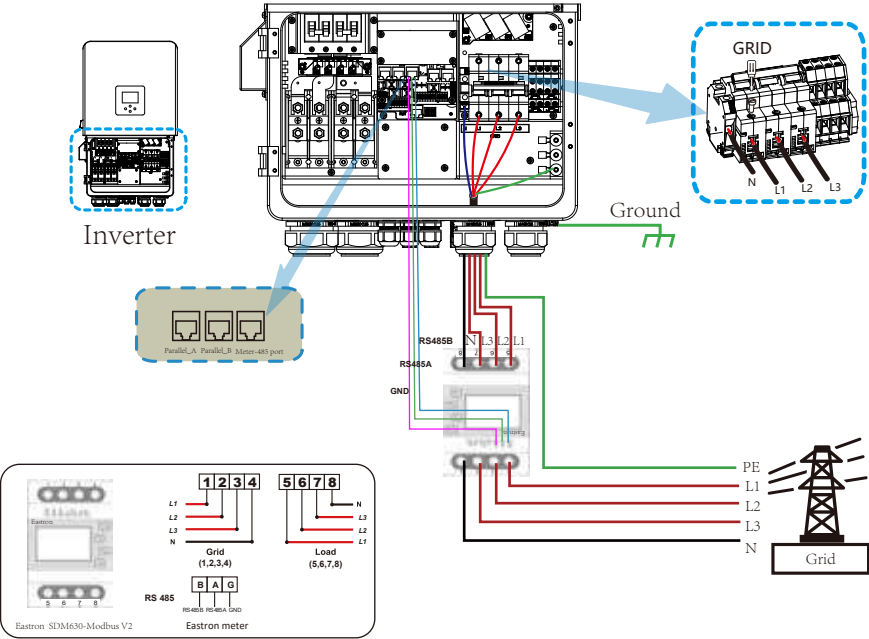 GRID
N
L1
L2
L3
Inverter
Ground
Parallel_A Parallel_B Meter-485 port
RS485B
N L3 L2 L1
RS485A
GND
Eastron
PE
L1
L2
L3
N
Grid
1 2 3 4
5 6 7 8
L1
L2
L3
N
N
L3
L2
L1
Grid
(1,2,3,4)
Load
(5,6,7,8)
Eastron
RS 485
B A G
RS485B RS485A GND
5 6 7 8
Eastron SDM630-Modbus V2
Eastron meter